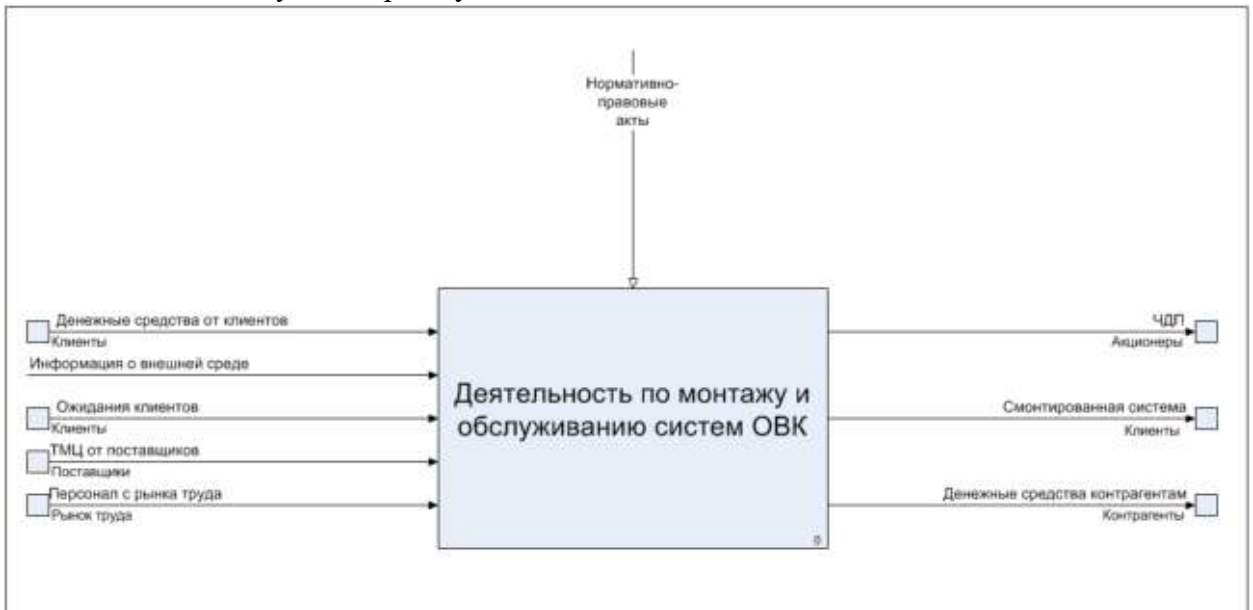 Нормативно-
правовые
акты
Денежные средства от клиентов
Клиенты
Информация о внешней среде
Ожидания клиентов
Клиенты
ТМЦ от поставщиков
Поставщики
Персонал с рынка труда
Рынок труда
Деятельность по монтажу и
обслуживанию систем ОВК
0
ЧДП
Акционеры
Смонтированная система
Клиенты
Денежные средства контрагентам
Контрагенты